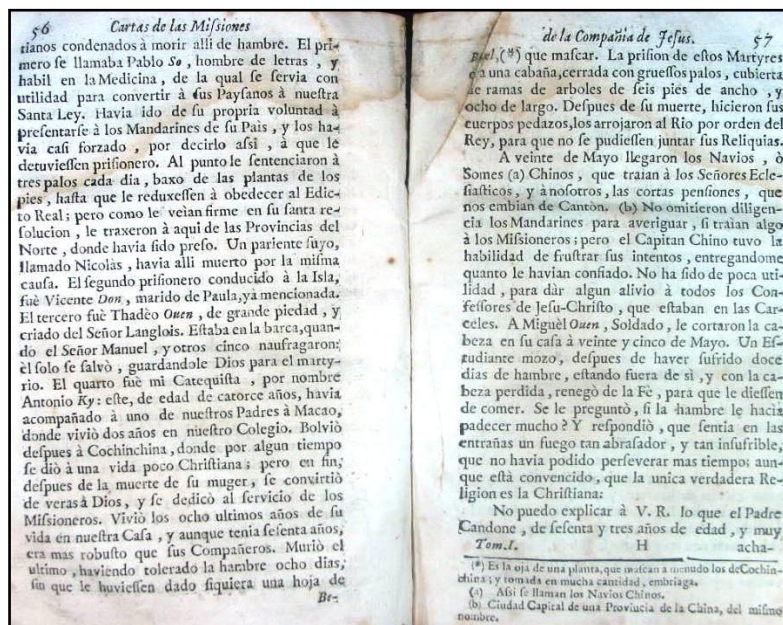 56 Cartas de las Miſsiones
tianos condenados à morir alli de hambre. El pri-
mero ſe llamaba Pablo So, hombre de letras, y
habil en la Medicina, de la qual ſe ſervia con
utilidad para convertir à ſus Payſanos à nueſtra
Santa Ley. Havia ido de ſu propria voluntad à
preſentarſe à los Mandarines de ſu Pais, y los ha-
via caſi forzado, por decirlo aſsi, à que le
detuvieſſen priſionero. Al punto le ſentenciaron à
tres palos cada dia, baxo de las plantas de los
pies, haſta que le reduxeſſen à obedecer al Edic-
to Real; pero como le veìan firme en ſu ſanta re-
ſolucion, le traxeron à aqui de las Provincias del
Norte, donde havia ſido preſo. Un pariente ſuyo,
llamado Nicolàs, havia alli muerto por la miſma
cauſa. El ſegundo priſionero conducido à la Isla,
fuè Vicente Don, marido de Paula, yà mencionada.
El tercero fuè Thadèo Ouen, de grande piedad, y
criado del Señor Langlois. Eſtaba en la barca, quan-
do el Señor Manuel, y otros cinco naufragaron:
èl ſolo ſe ſalvò, guardandole Dios para el marty-
rio. El quarto fuè mi Catequiſta, por nombre
Antonio Ky: eſte, de edad de catorce años, havia
acompañado à uno de nueſtros Padres à Macao,
donde viviò dos años en nueſtro Colegio. Bolviò
deſpues à Cochinchina, donde por algun tiempo
ſe diò à una vida poco Chriſtiana; pero en fin,
deſpues de la muerte de ſu muger, ſe convirtiò
de veras à Dios, y ſe dedicò al ſervicio de los
Miſsioneros. Viviò los ocho ultimos años de ſu
vida en nueſtra Caſa, y aunque tenia ſeſenta años,
era mas robuſto que ſus Compañeros. Muriò el
ultimo, haviendo tolerado la hambre ocho dias,
ſin que le huvieſſen dado ſiquiera una hoja de
Be-
de la Compañia de Jeſus. 57
(*) que maſcar. La priſion de eſtos Martyres
a una cabaña, cerrada con grueſſos palos, cubierta
de ramas de arboles de ſeis pies de ancho, y
ocho de largo. Deſpues de ſu muerte, hicieron ſus
cuerpos pedazos, los arrojaron al Rio por orden del
Rey, para que no ſe pudieſſen juntar ſus Reliquias.
A veinte de Mayo llegaron los Navios, ò
Somes (a) Chinos, que traian à los Señores Ecle-
ſiaſticos, y à noſotros, las cortas penſiones, que
nos embian de Cantòn. (b) No omitieron diligen-
cia los Mandarines para averiguar, ſi traìan algo
à los Miſsioneros; pero el Capitan Chino tuvo la
habilidad de fruſtrar ſus intentos, entregandome
quanto le havian confiado. No ha ſido de poca uti-
lidad, para dàr algun alivio à todos los Con-
feſſores de Jeſu-Chriſto, que eſtaban en las Car-
celes. A Miguèl Ouen, Soldado, le cortaron la ca-
beza en ſu caſa à veinte y cinco de Mayo. Un Eſ-
tudiante mozo, deſpues de haver ſufrido doce
dias de hambre, eſtando fuera de sì, y con la ca-
beza perdida, renegò de la Fè, para que le dieſſen
de comer. Se le preguntò, ſi la hambre le hacia
padecer mucho? Y reſpondiò, que ſentia en las
entrañas un fuego tan abraſador, y tan inſufrible,
que no havia podido perſeverar mas tiempo; aun-
que eſtà convencido, que la unica verdadera Re-
ligion es la Chriſtiana:
No puedo explicar à V. R. lo que el Padre
Candone, de ſeſenta y tres años de edad, y muy
Tom. I. H acha-
(*) Es la oja de una planta, que maſcan a menudo los de Cochin-
china; y tomada en mucha cantidad, embriaga.
(a) Aſsi ſe llaman los Navios Chinos.
(b) Ciudad Capital de una Provincia de la China, del miſmo
nombre.